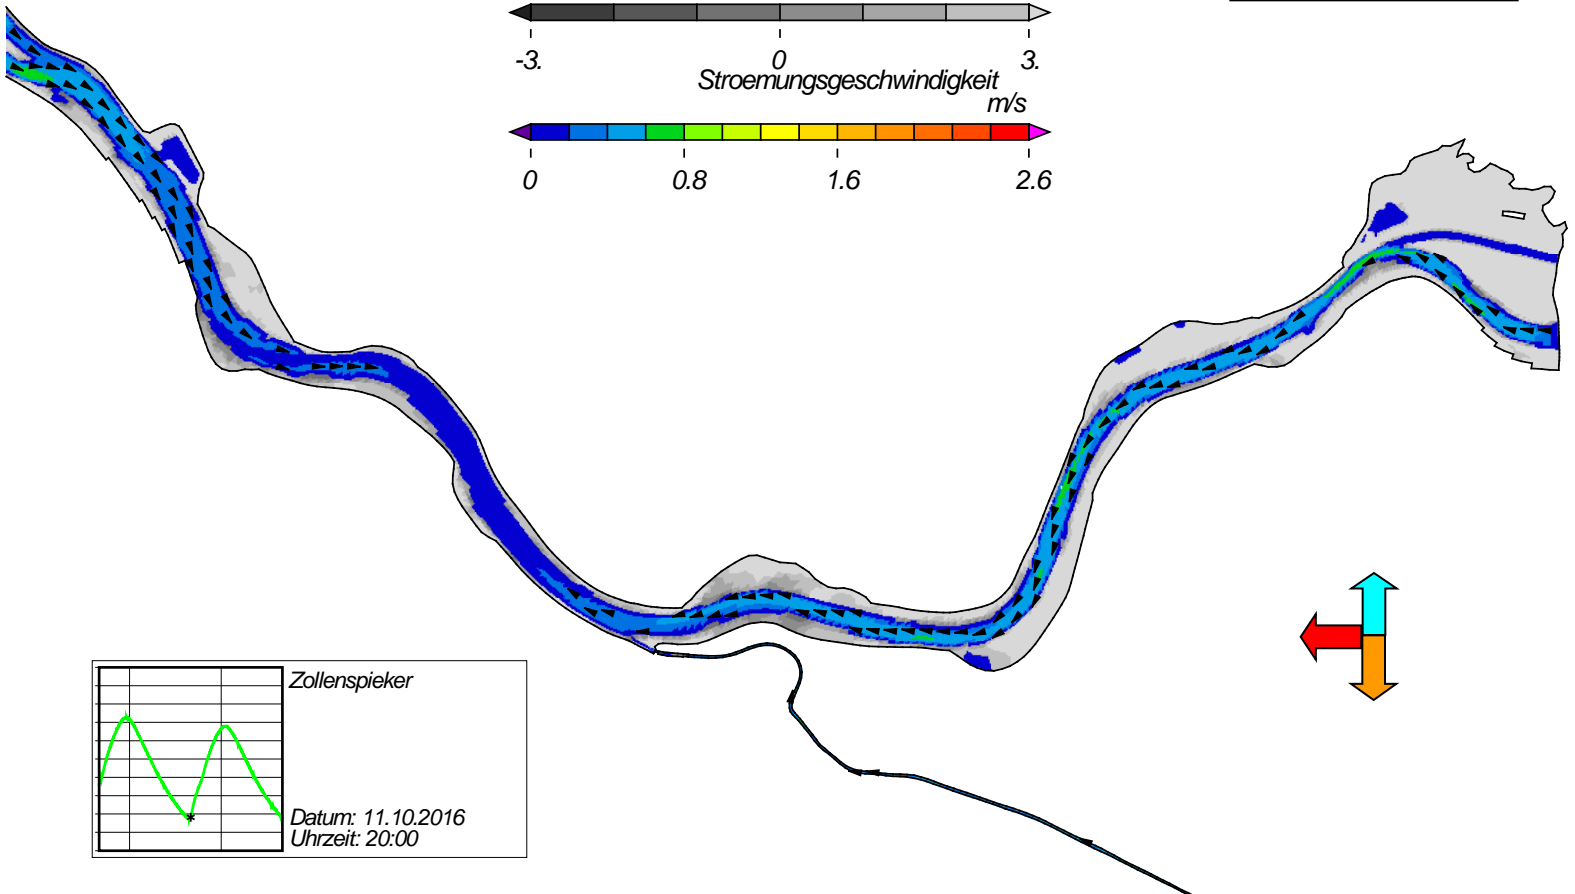 -3. 0 3.
Stroemungsgeschwindigkeit
m/s
0 0.8 1.6 2.6
Zollenspieker
Datum: 11.10.2016
Uhrzeit: 20:00